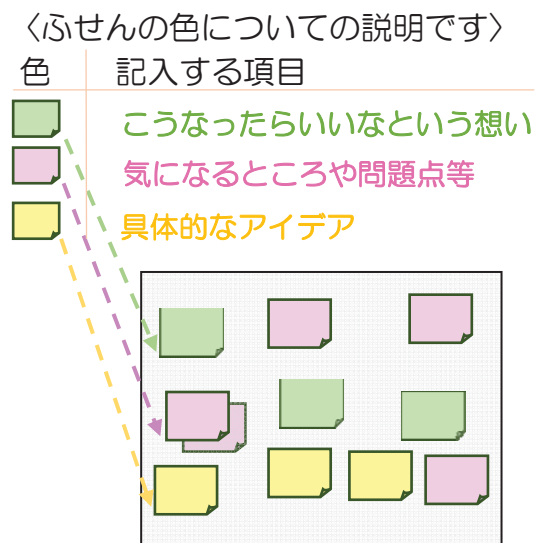 〈ふせんの色についての説明です〉
色 記入する項目
こうなったらいいなという想い
気になるところや問題点等
具体的なアイデア